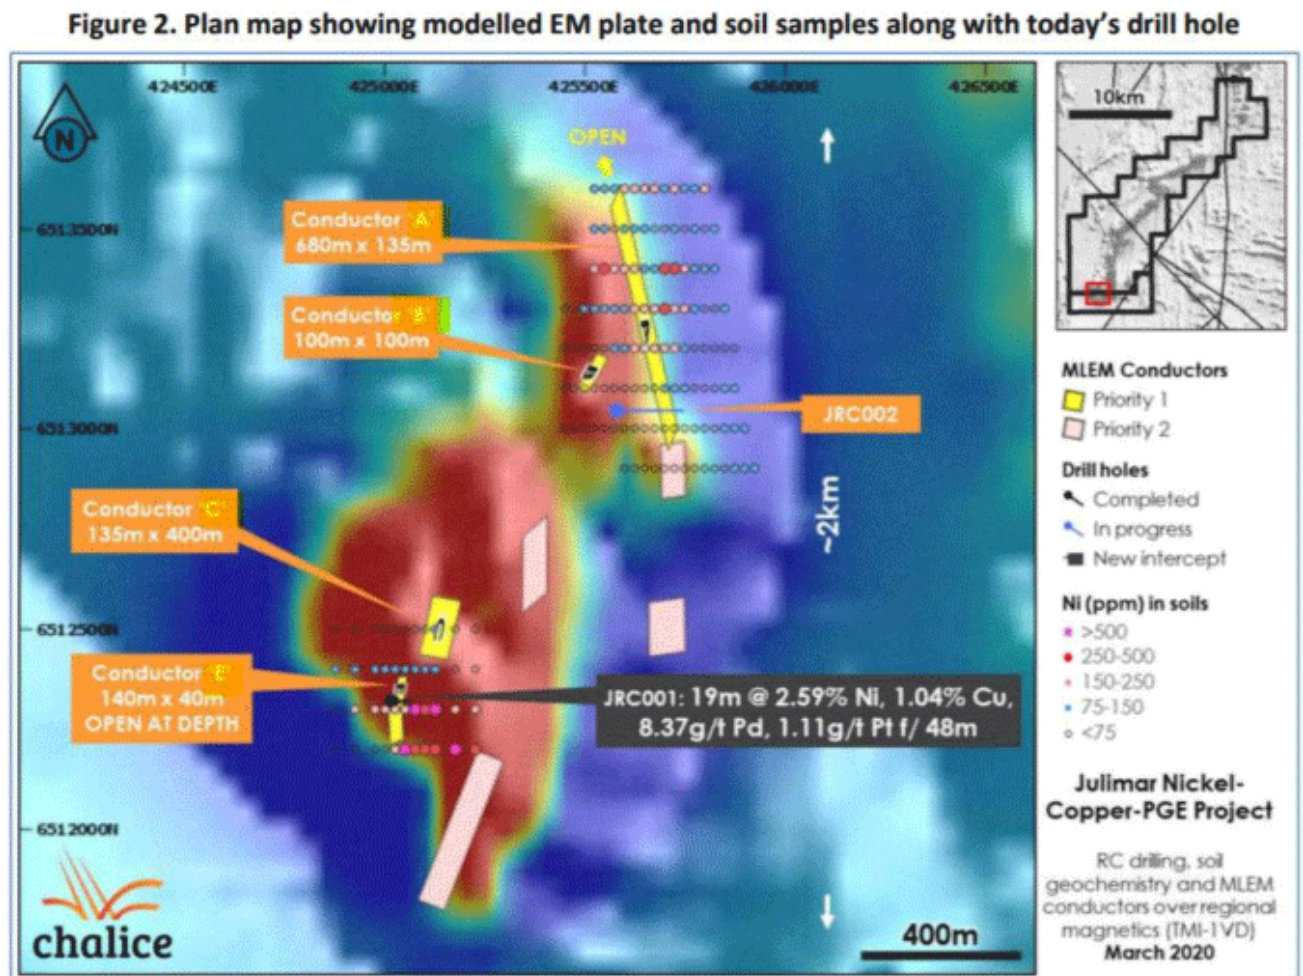 Figure 2. Plan map showing modelled EM plate and soil samples along with today's drill hole
424500E
425000E
425500E
426000E
426500E
N
OPEN
6513500N
6513000N
6512500N
6512000N
Conductor 'A'
680m x 135m
Conductor 'B'
100m x 100m
JRC002
~2km
Conductor 'C'
135m x 400m
Conductor 'E'
140m x 40m
OPEN AT DEPTH
JRC001: 19m @ 2.59% Ni, 1.04% Cu,
8.37g/t Pd, 1.11g/t Pt f/ 48m
chalice
400m
10km
MLEM Conductors
Priority 1
Priority 2
Drill holes
Completed
In progress
New intercept
Ni (ppm) in soils
>500
250-500
150-250
75-150
<75
Julimar Nickel-
Copper-PGE Project
RC drilling, soil
geochemistry and MLEM
conductors over regional
magnetics (TMI-1VD)
March 2020